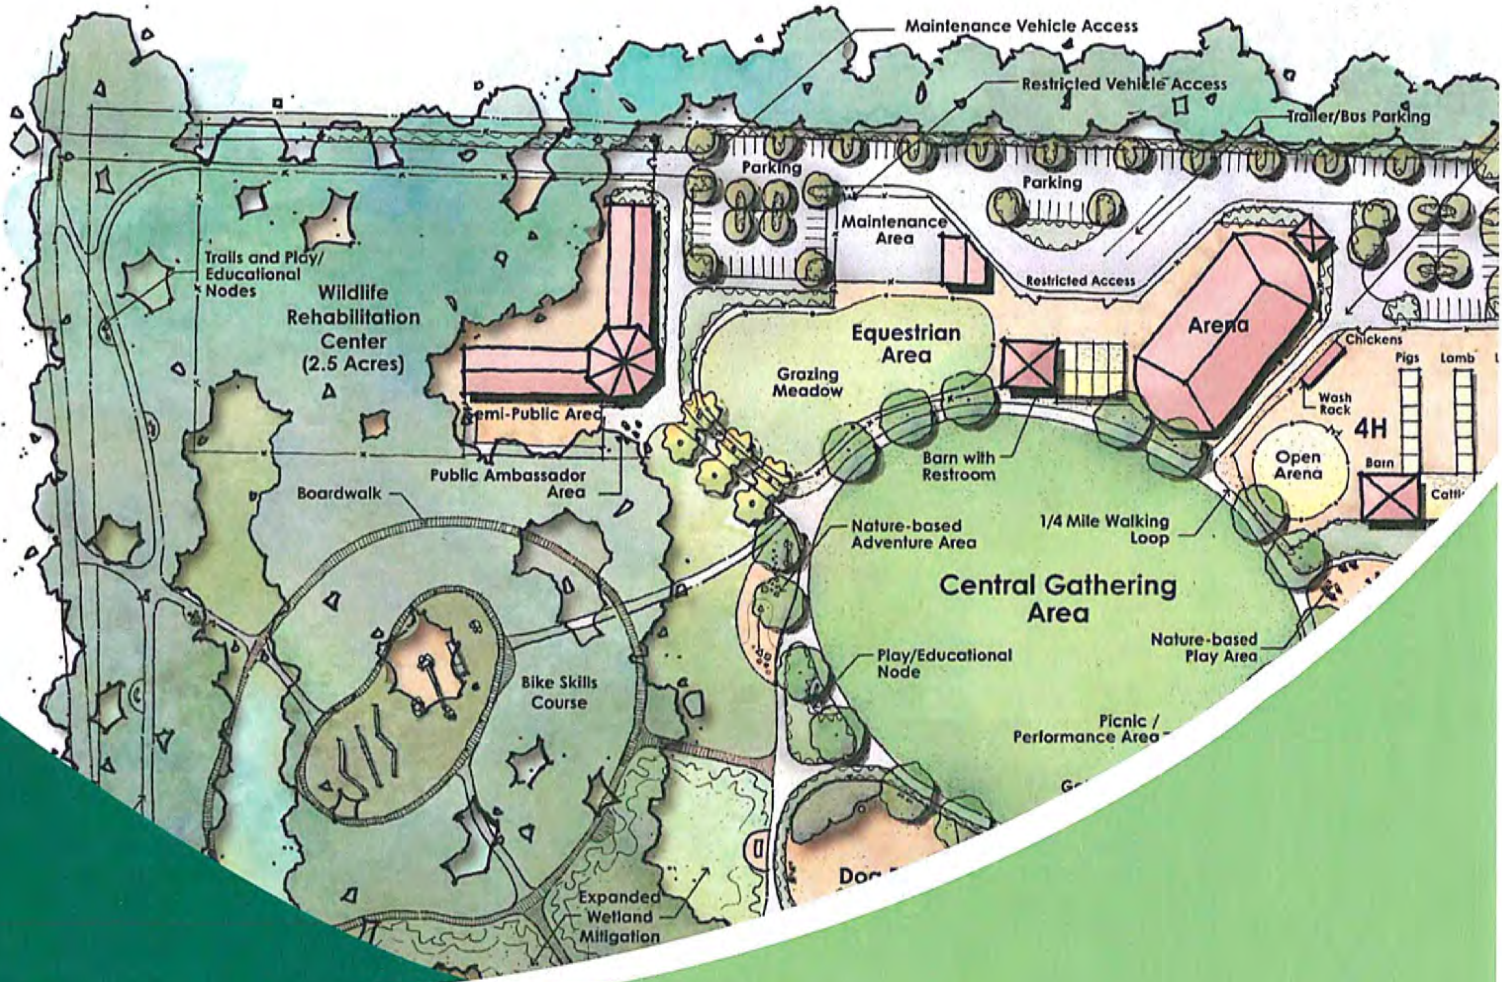 Maintenance Vehicle Access
Restricted Vehicle Access
Trailer/Bus Parking
Parking
Parking
Maintenance
Area
Restricted Access
Trails and Play/
Educational
Nodes
Wildlife
Rehabilitation
Center
(2.5 Acres)
Equestrian
Area
Arena
Chickens
Pigs
Lamb
L
Grazing
Meadow
Wash
Rack
4H
Semi-Public Area
Barn with
Restroom
Open
Arena
Barn
Public Ambassador
Area
Boardwalk
Nature-based
Adventure Area
1/4 Mile Walking
Loop
Central Gathering
Area
Nature-based
Play Area
Play/Educational
Node
Bike Skills
Course
Picnic /
Performance Area
Dog
Expanded
Wetland
Mitigation